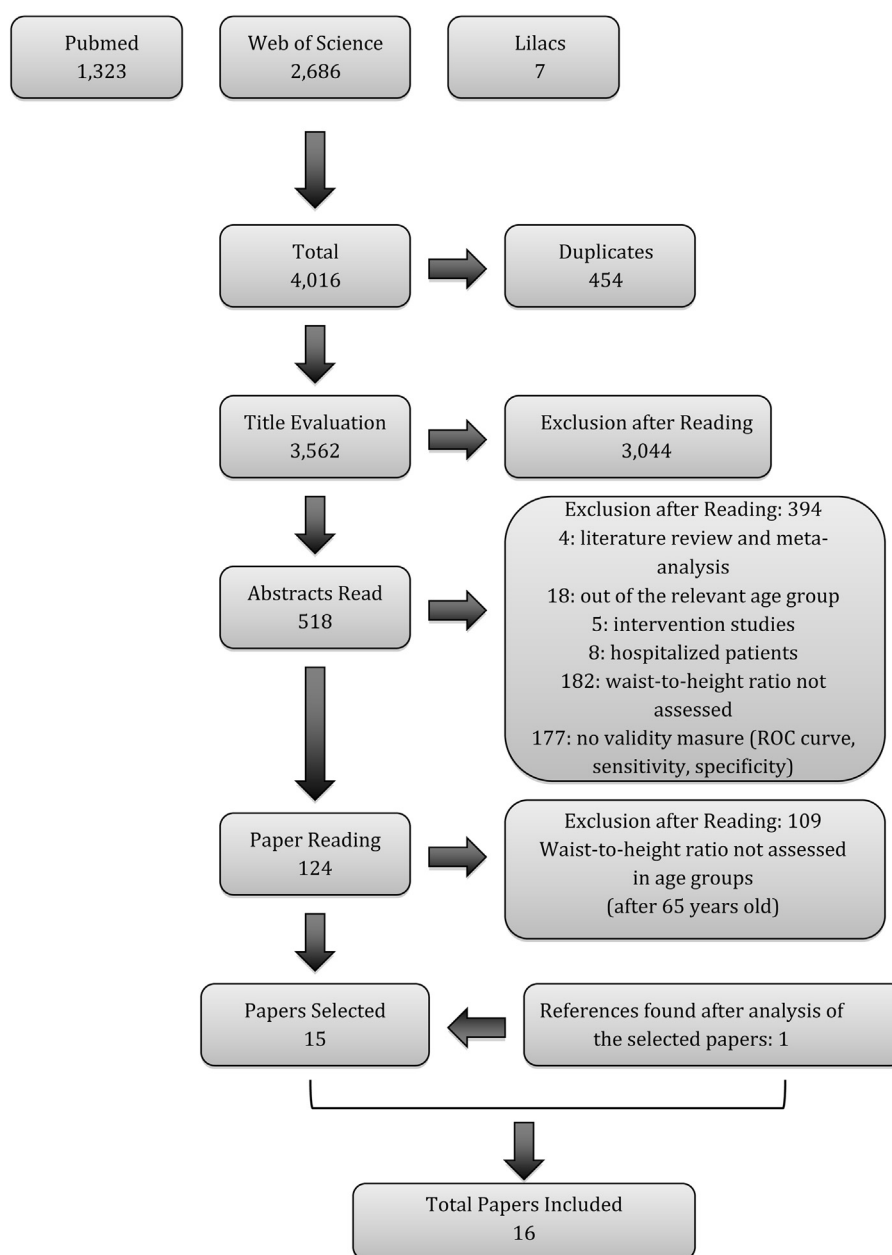 Pubmed
1,323
Web of Science
2,686
Lilacs
7
Total
4,016
Duplicates
454
Title Evaluation
3,562
Exclusion after Reading
3,044
Abstracts Read
518
Exclusion after Reading: 394
4: literature review and meta-
analysis
18: out of the relevant age group
5: intervention studies
8: hospitalized patients
182: waist-to-height ratio not
assessed
177: no validity masure (ROC curve,
sensitivity, specificity)
Paper Reading
124
Exclusion after Reading: 109
Waist-to-height ratio not assessed
in age groups
(after 65 years old)
Papers Selected
15
References found after analysis of
the selected papers: 1
Total Papers Included
16